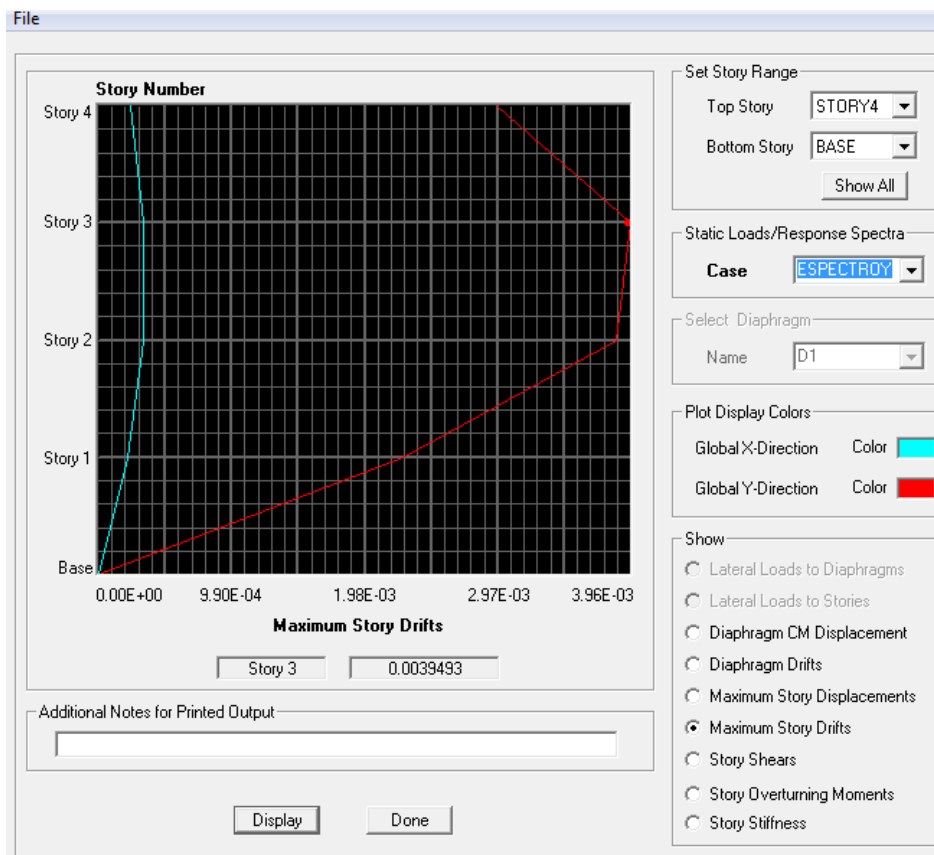 File
Story Number
Story 4
Story 3
Story 2
Story 1
Base
0.00E+00 9.90E-04 1.98E-03 2.97E-03 3.96E-03
Maximum Story Drifts
Story 3 0.0039493
Additional Notes for Printed Output
Display Done
Set Story Range
Top Story STORY4
Bottom Story BASE
Show All
Static Loads/Response Spectra
Case ESPECTROY
Select Diaphragm
Name D1
Plot Display Colors
Global X-Direction Color
Global Y-Direction Color
Show
Lateral Loads to Diaphragms
Lateral Loads to Stories
Diaphragm CM Displacement
Diaphragm Drifts
Maximum Story Displacements
Maximum Story Drifts
Story Shears
Story Overturning Moments
Story Stiffness